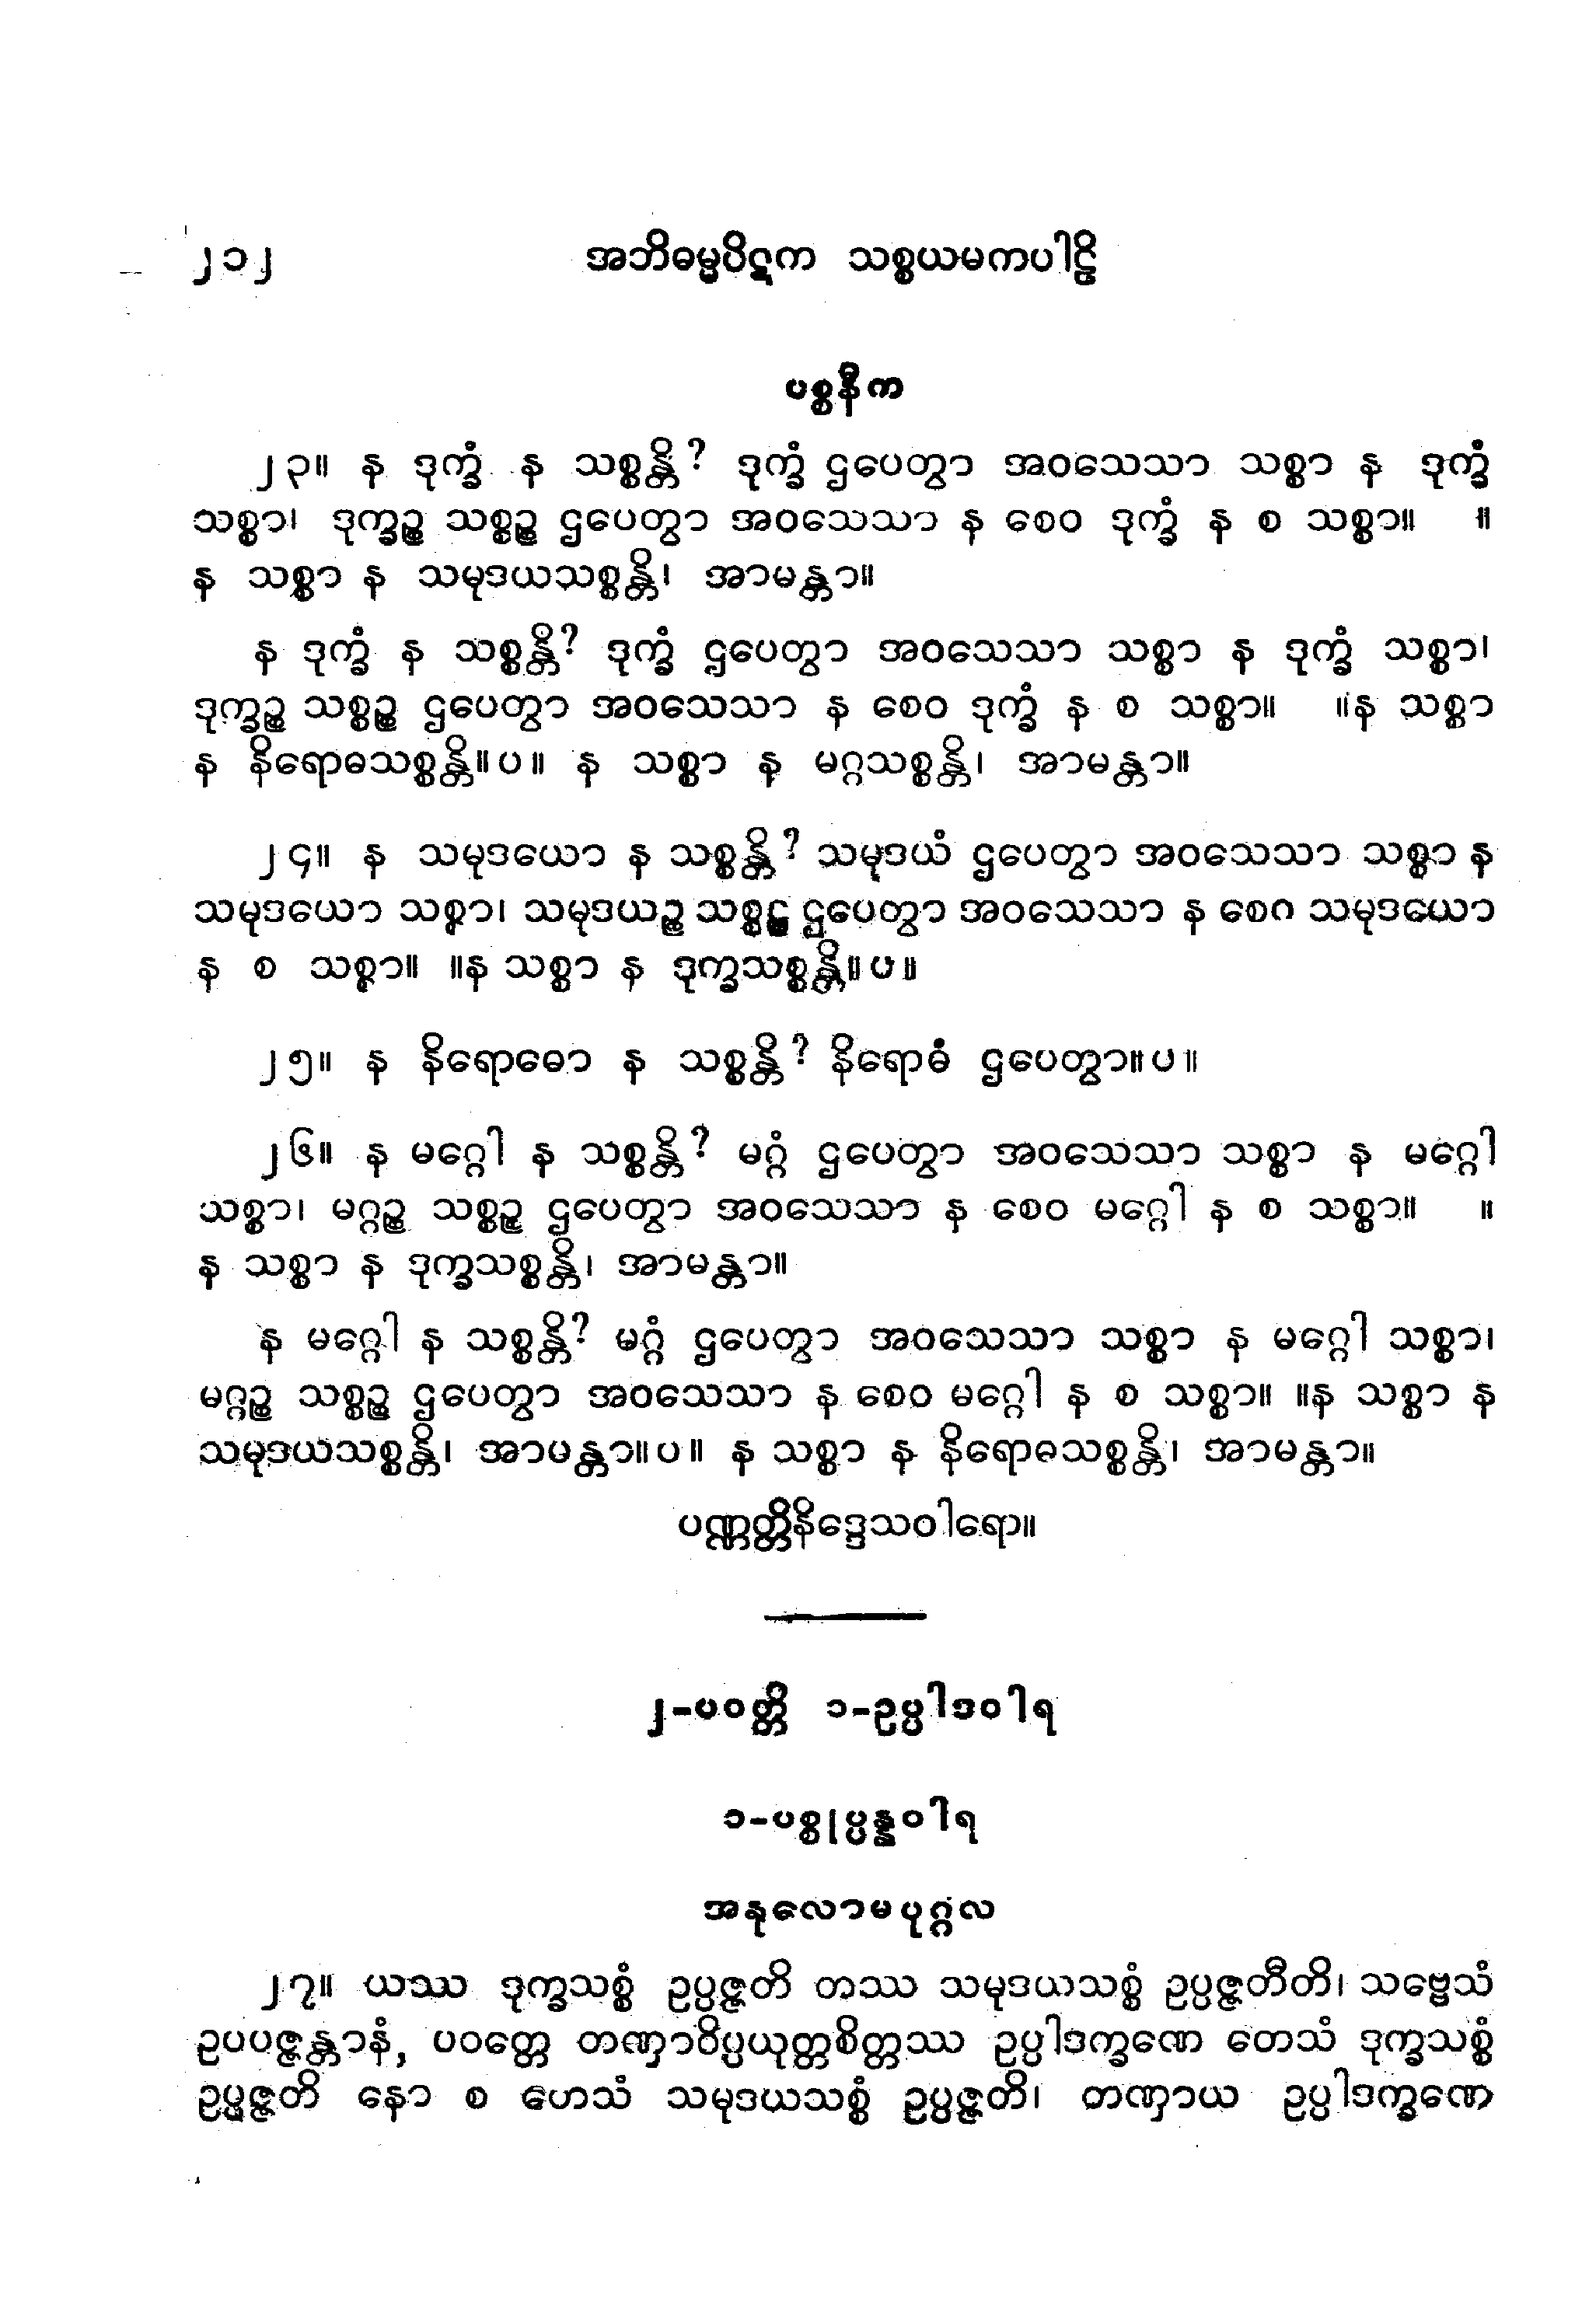 ၂၁၂ အဘိဓမ္မပိဋက သစ္စယမကပါဠိ
ပစ္စနီက
၂၃။ န ဒုက္ခံ န သစ္စန္တိ? ဒုက္ခံ ဌပေတွာ အဝသေသာ သစ္စာ န ဒုက္ခံ
သစ္စာ၊ ဒုက္ခဉ္စ သစ္စဉ္စ ဌပေတွာ အဝသေသာ န စေဝ ဒုက္ခံ န စ သစ္စာ။ ။
န သစ္စာ န သမုဒယသစ္စန္တိ၊ အာမန္တာ။
န ဒုက္ခံ န သစ္စန္တိ? ဒုက္ခံ ဌပေတွာ အဝသေသာ သစ္စာ န ဒုက္ခံ သစ္စာ၊
ဒုက္ခဉ္စ သစ္စဉ္စ ဌပေတွာ အဝသေသာ န စေဝ ဒုက္ခံ န စ သစ္စာ။ ။န သစ္စာ
န နိရောဓသစ္စန္တိ။ပ။ န သစ္စာ န မဂ္ဂသစ္စန္တိ၊ အာမန္တာ။
၂၄။ န သမုဒယော န သစ္စန္တိ? သမုဒယံ ဌပေတွာ အဝသေသာ သစ္စာ န
သမုဒယော သစ္စာ၊ သမုဒယဉ္စ သစ္စဉ္စ ဌပေတွာ အဝသေသာ န စေဝ သမုဒယော
န စ သစ္စာ။ ။န သစ္စာ န ဒုက္ခသစ္စန္တိ။ပ။
၂၅။ န နိရောဓော န သစ္စန္တိ? နိရောဓံ ဌပေတွာ။ပ။
၂၆။ န မဂ္ဂေါ န သစ္စန္တိ? မဂ္ဂံ ဌပေတွာ အဝသေသာ သစ္စာ န မဂ္ဂေါ
သစ္စာ၊ မဂ္ဂဉ္စ သစ္စဉ္စ ဌပေတွာ အဝသေသာ န စေဝ မဂ္ဂေါ န စ သစ္စာ။ ။
န သစ္စာ န ဒုက္ခသစ္စန္တိ၊ အာမန္တာ။
န မဂ္ဂေါ န သစ္စန္တိ? မဂ္ဂံ ဌပေတွာ အဝသေသာ သစ္စာ န မဂ္ဂေါ သစ္စာ၊
မဂ္ဂဉ္စ သစ္စဉ္စ ဌပေတွာ အဝသေသာ န စေဝ မဂ္ဂေါ န စ သစ္စာ။ ။န သစ္စာ န
သမုဒယသစ္စန္တိ၊ အာမန္တာ။ပ။ န သစ္စာ န နိရောဓသစ္စန္တိ၊ အာမန္တာ။
ပဏ္ဏတ္တိနိဒ္ဒေသဝါရော။
၂-ပဝတ္တိ ၁-ဥပ္ပါဒဝါရ
၁-ပစ္စုပ္ပန္နဝါရ
အနုလောမပုဂ္ဂလ
၂၇။ ယဿ ဒုက္ခသစ္စံ ဥပ္ပဇ္ဇတိ တဿ သမုဒယသစ္စံ ဥပ္ပဇ္ဇတီတိ၊ သဗ္ဗေသံ
ဥပပဇ္ဇန္တာနံ, ပဝတ္တေ တဏှာဝိပ္ပယုတ္တစိတ္တဿ ဥပ္ပါဒက္ခဏေ တေသံ ဒုက္ခသစ္စံ
ဥပ္ပဇ္ဇတိ နော စ ဟေသံ သမုဒယသစ္စံ ဥပ္ပဇ္ဇတိ၊ တဏှာယ ဥပ္ပါဒက္ခဏေ